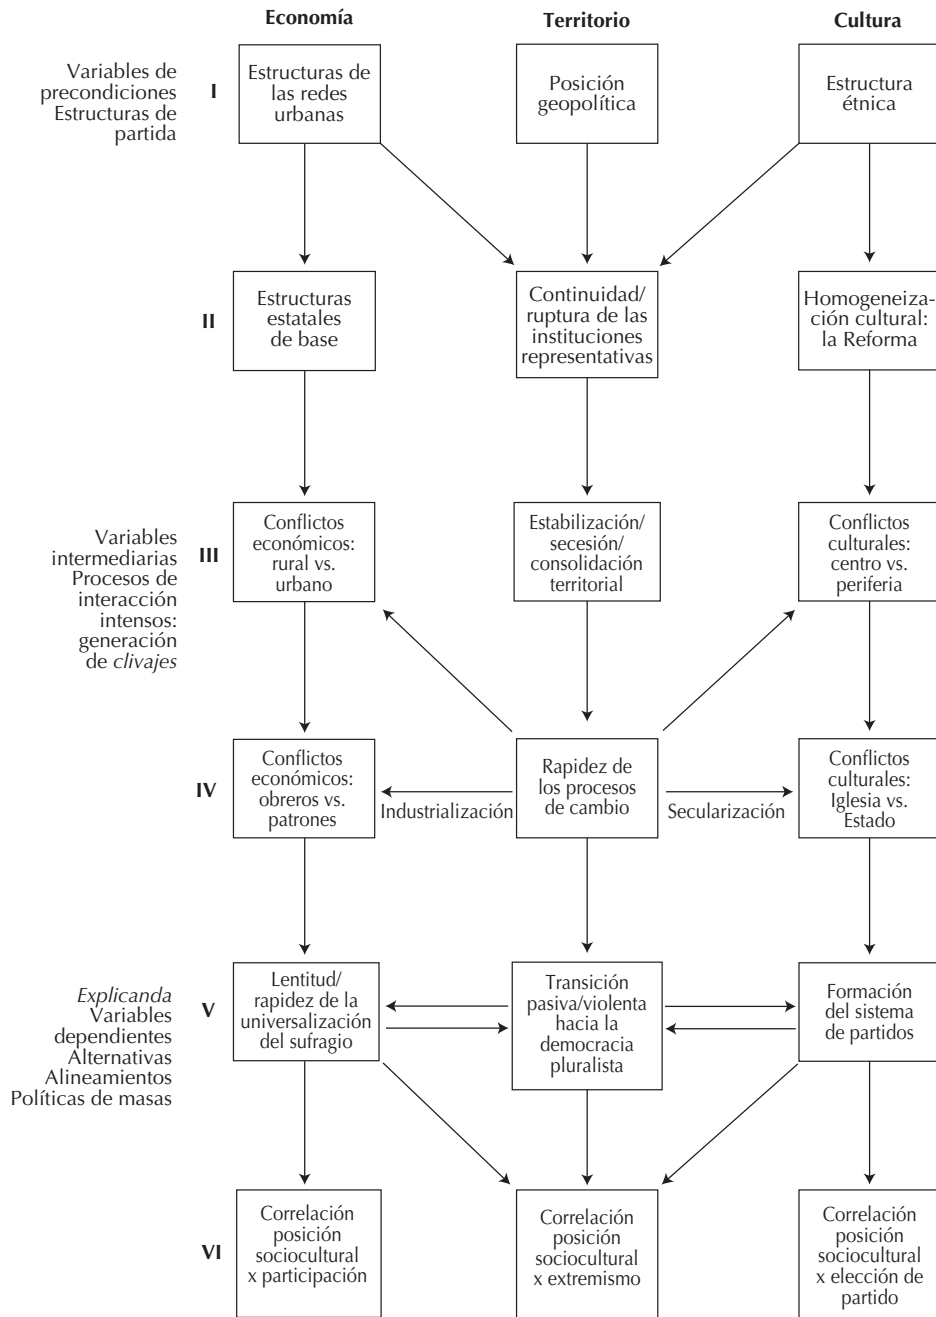 Economía
Territorio
Cultura
Variables de
precondiciones
Estructuras de
partida
I
Estructuras de
las redes
urbanas
Posición
geopolítica
Estructura
étnica
II
Estructuras
estatales
de base
Continuidad/
ruptura de las
instituciones
representativas
Homogeneiza-
ción cultural:
la Reforma
Variables
intermediarias
Procesos de
interacción
intensos:
generación
de clivajes
III
Conflictos
económicos:
rural vs.
urbano
Estabilización/
secesión/
consolidación
territorial
Conflictos
culturales:
centro vs.
periferia
IV
Conflictos
económicos:
obreros vs.
patrones
Industrialización
Rapidez de
los procesos
de cambio
Secularización
Conflictos
culturales:
Iglesia vs.
Estado
Explicanda
Variables
dependientes
Alternativas
Alineamientos
Políticas de masas
V
Lentitud/
rapidez de la
universalización
del sufragio
Transición
pasiva/violenta
hacia la
democracia
pluralista
Formación
del sistema
de partidos
VI
Correlación
posición
sociocultural
x participación
Correlación
posición
sociocultural
x extremismo
Correlación
posición
sociocultural
x elección de
partido